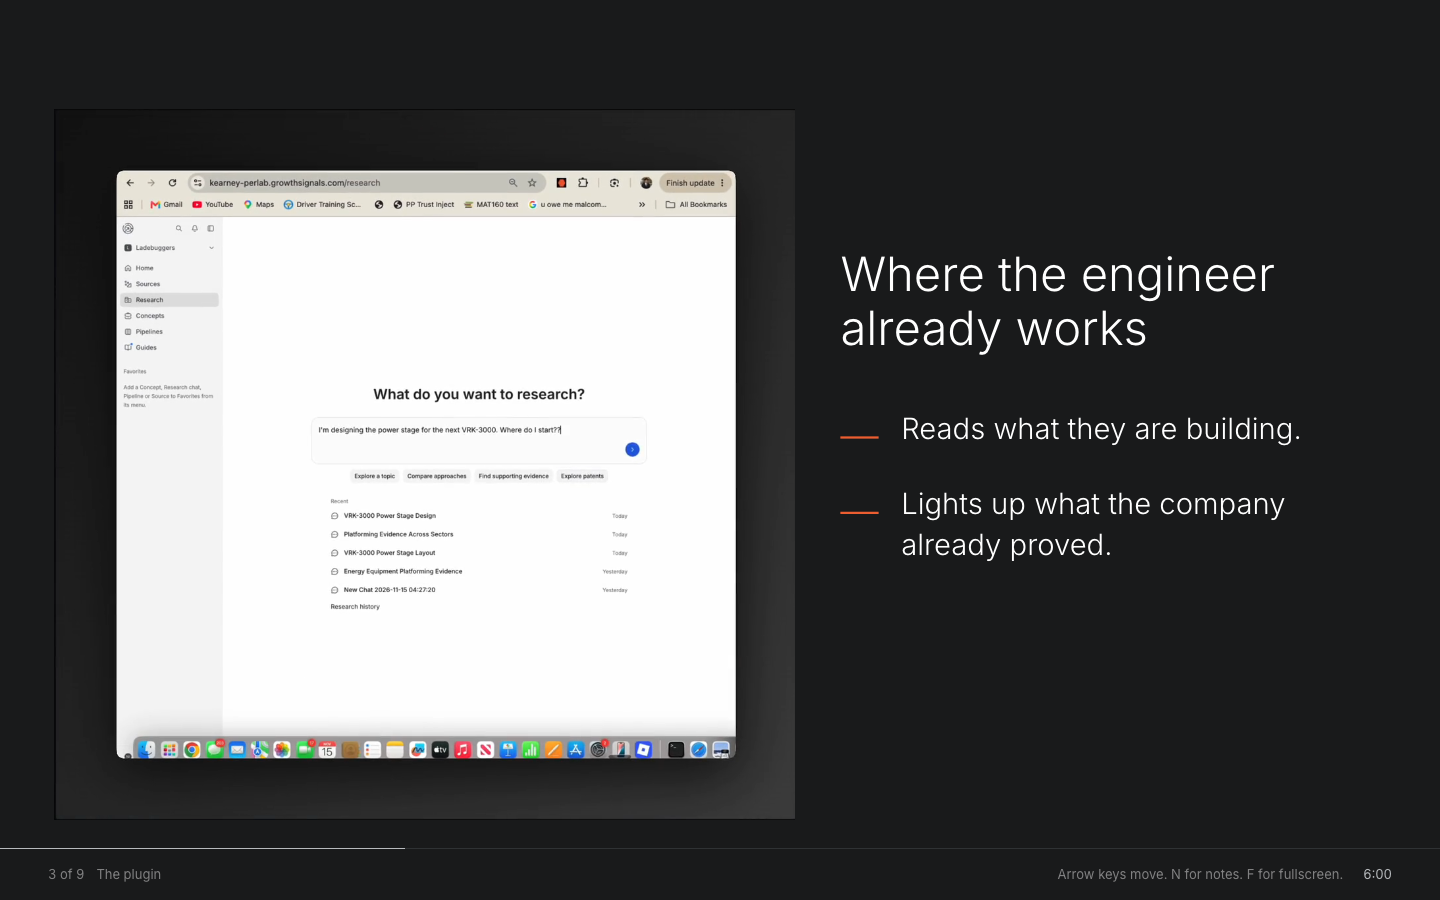 kearney-perlab.growthsignals.com/research
Finish update
Gmail
YouTube
Maps
Driver Training Sc...
PP Trust Inject
MAT160 text
u owe me malcom...
»
All Bookmarks
Ladebuggers
Home
Sources
Research
Concepts
Pipelines
Guides
Favorites
Add a Concept, Research chat,
Pipeline or Source to Favorites from
its menu
What do you want to research?
I'm designing the power stage for the next VRK-3000. Where do I start??
Explore a topic
Compare approaches
Find supporting evidence
Explore patents
Recent
VRK-3000 Power Stage Design Today
Platforming Evidence Across Sectors Today
VRK-3000 Power Stage Layout Today
Energy Equipment Platforming Evidence Yesterday
New Chat 2026-11-15 04:27:20 Yesterday
Research history
15
tv
Where the engineer
already works
Reads what they are building.
Lights up what the company
already proved.
3 of 9 The plugin
Arrow keys move. N for notes. F for fullscreen. 6:00